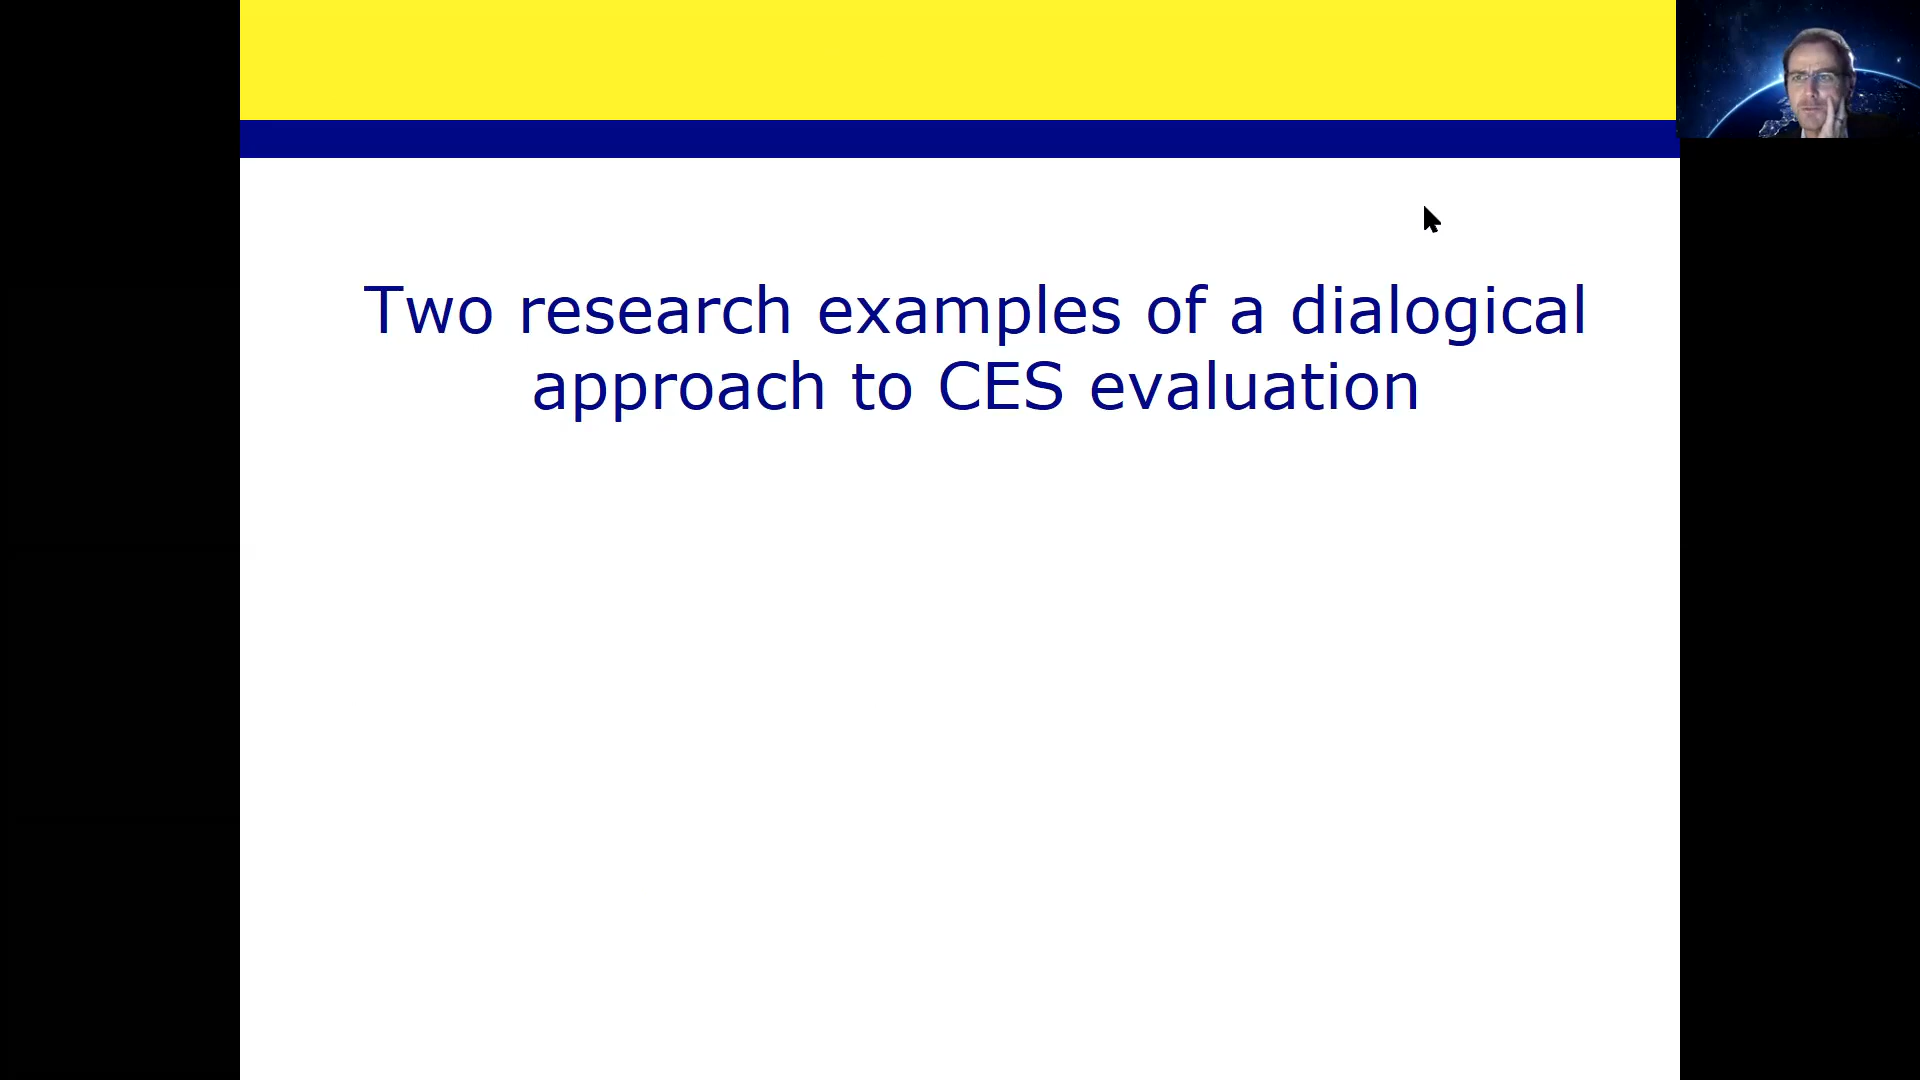 Two research examples of a dialogical
approach to CES evaluation